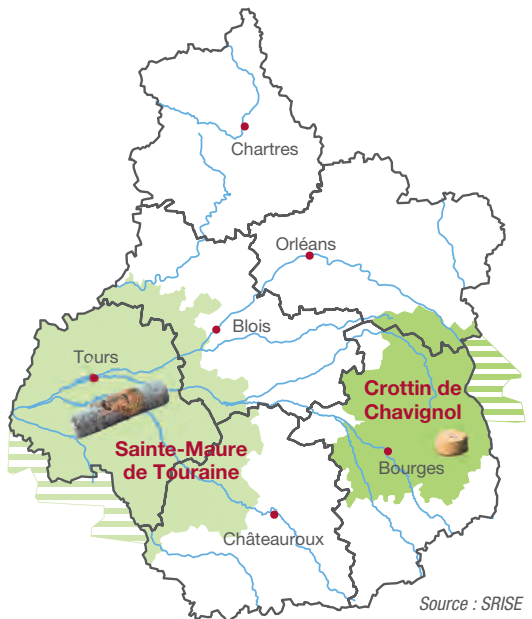 Chartres
Orléans
Blois
Tours
Crottin de
Chavignol
Sainte-Maure
de Touraine
Bourges
Châteauroux
Source : SRISE